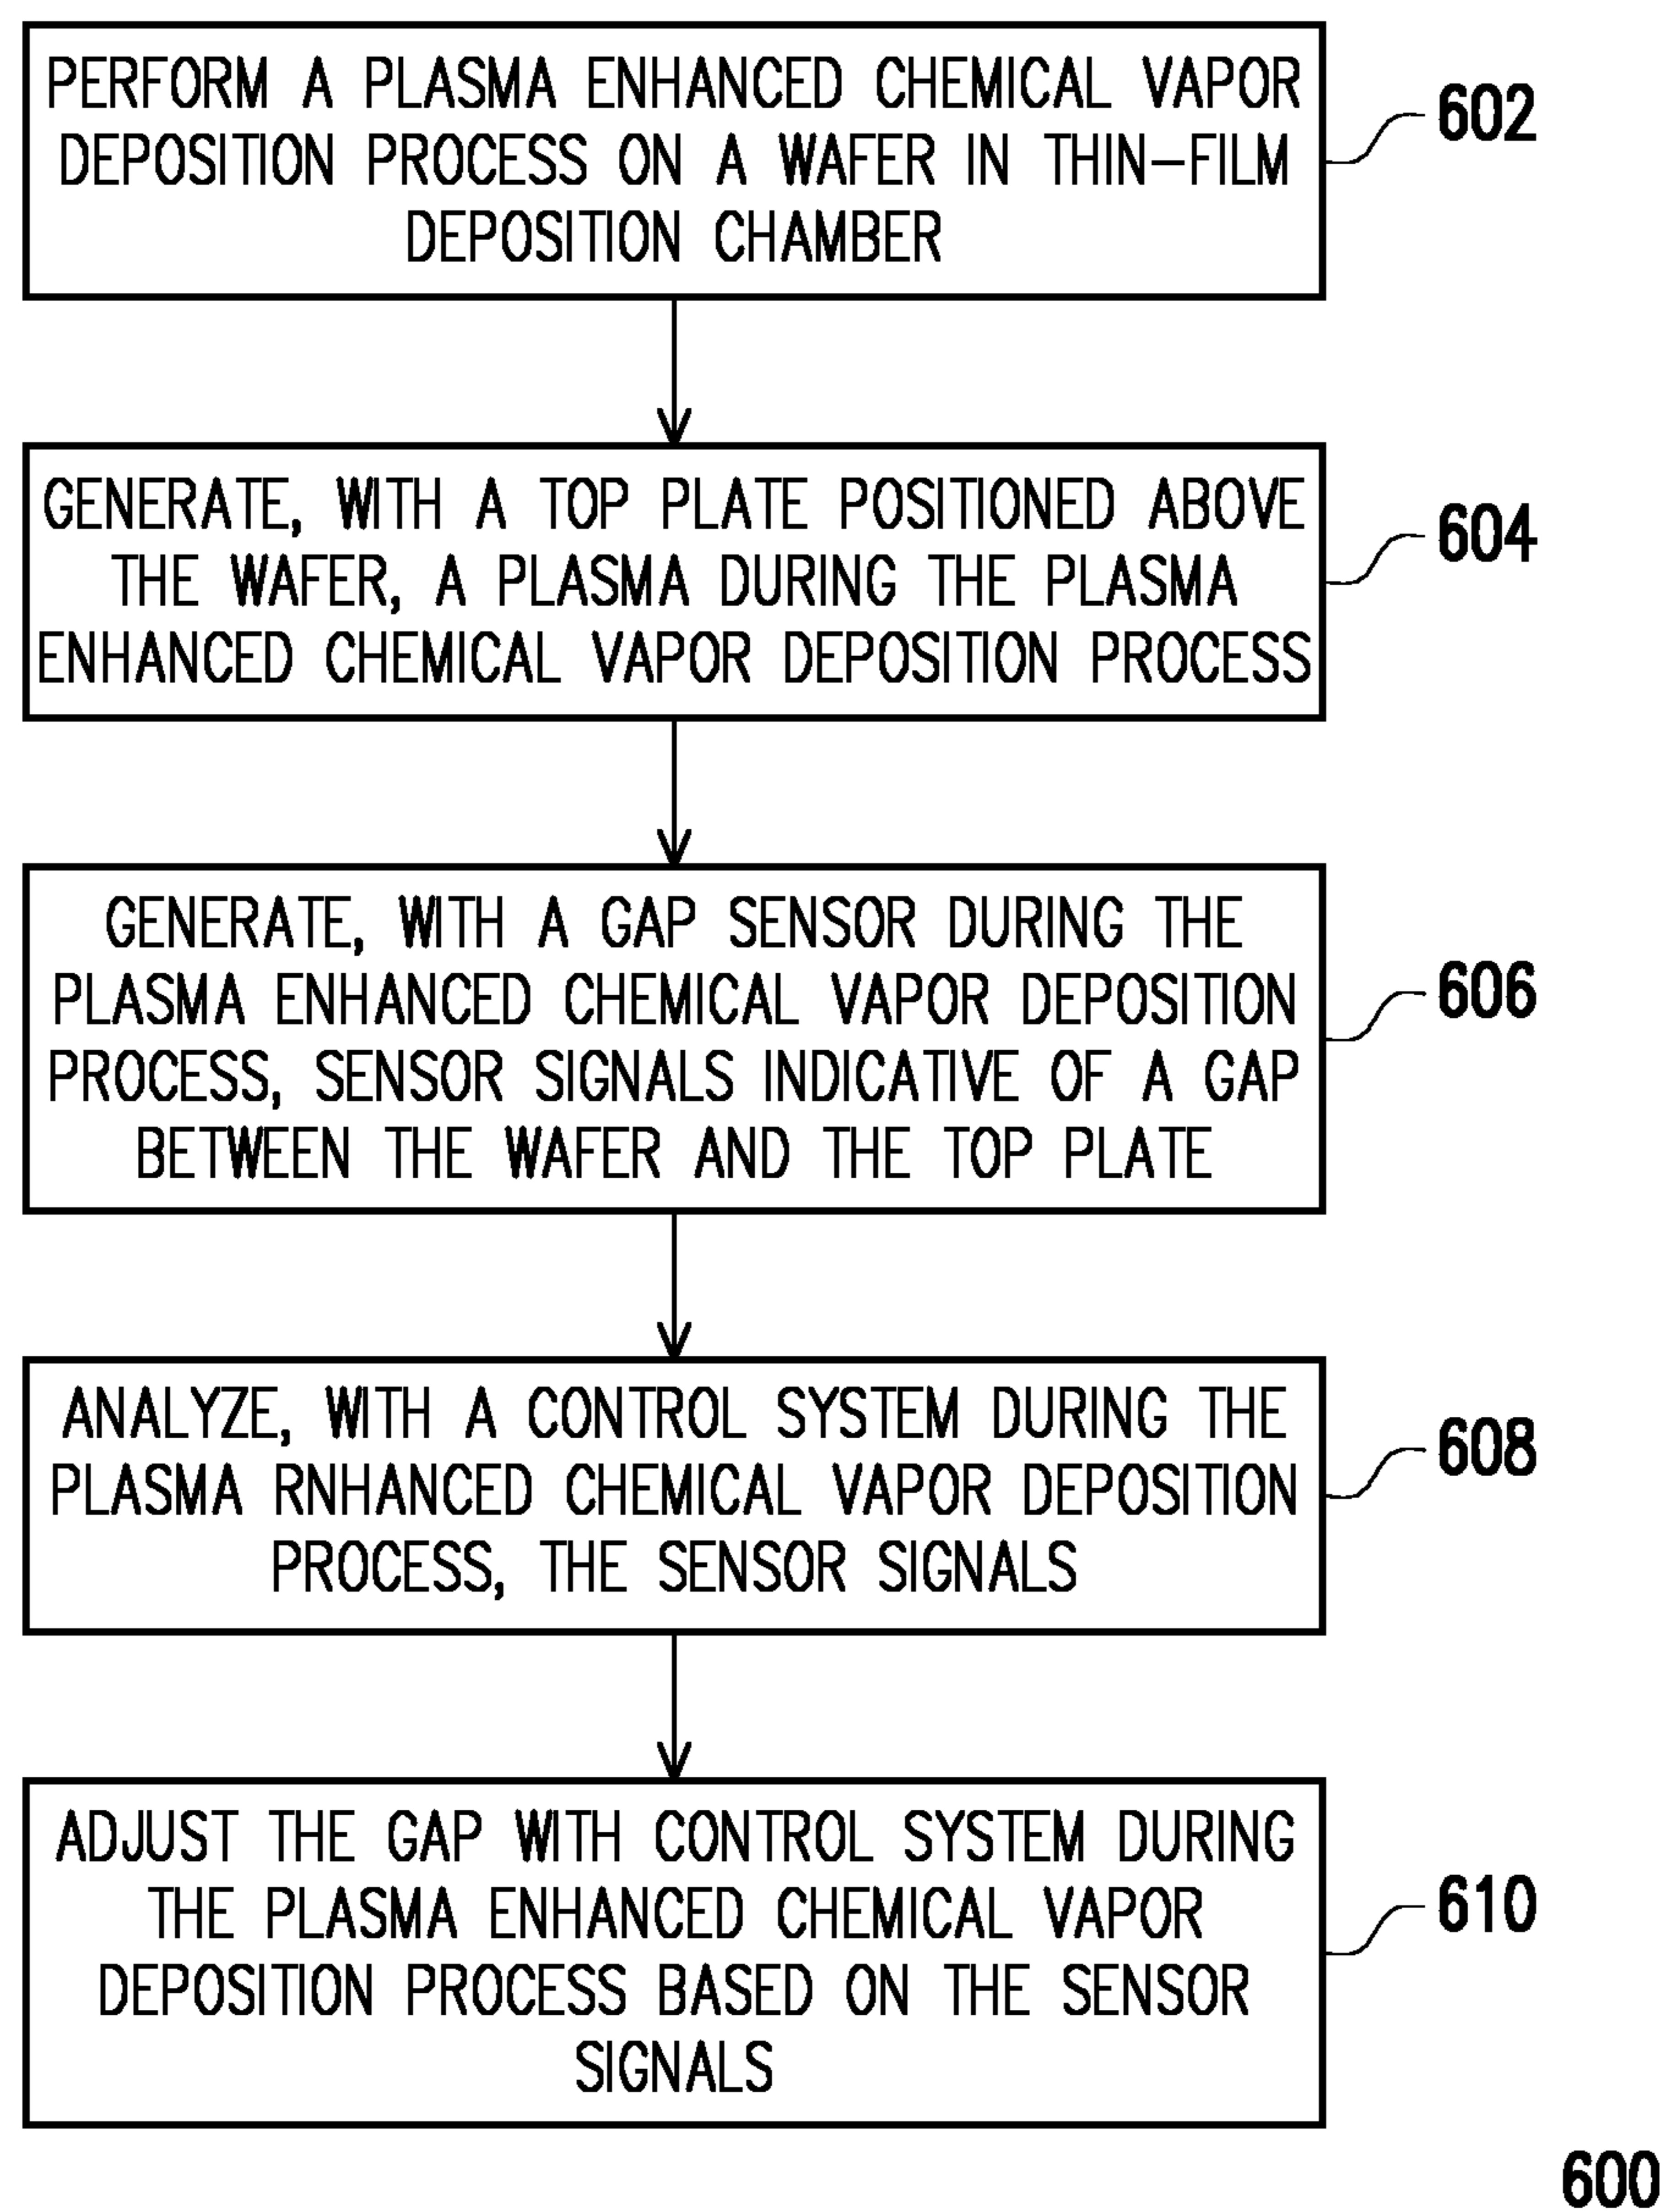 PERFORM A PLASMA ENHANCED CHEMICAL VAPOR
DEPOSITION PROCESS ON A WAFER IN THIN-FILM
DEPOSITION CHAMBER
602
GENERATE, WITH A TOP PLATE POSITIONED ABOVE
THE WAFER, A PLASMA DURING THE PLASMA
ENHANCED CHEMICAL VAPOR DEPOSITION PROCESS
604
GENERATE, WITH A GAP SENSOR DURING THE
PLASMA ENHANCED CHEMICAL VAPOR DEPOSITION
PROCESS, SENSOR SIGNALS INDICATIVE OF A GAP
BETWEEN THE WAFER AND THE TOP PLATE
606
ANALYZE, WITH A CONTROL SYSTEM DURING THE
PLASMA RNHANCED CHEMICAL VAPOR DEPOSITION
PROCESS, THE SENSOR SIGNALS
608
ADJUST THE GAP WITH CONTROL SYSTEM DURING
THE PLASMA ENHANCED CHEMICAL VAPOR
DEPOSITION PROCESS BASED ON THE SENSOR
SIGNALS
610
600